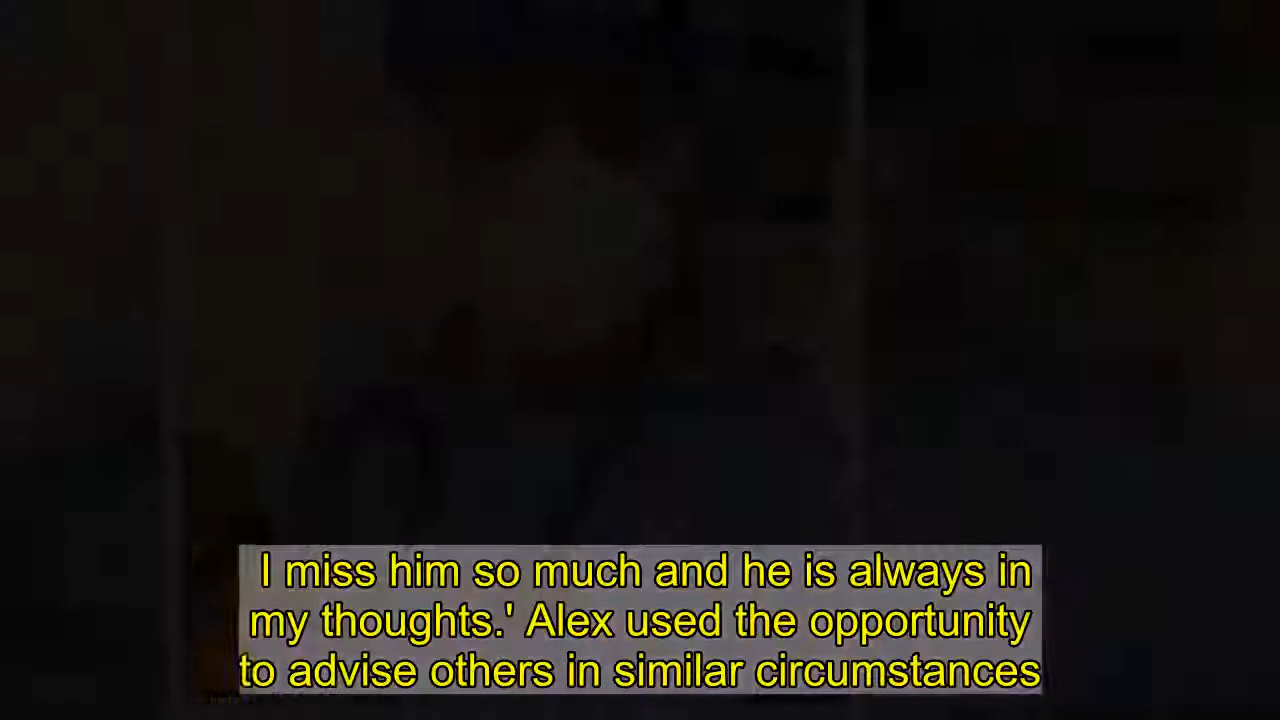 I miss him so much and he is always in
my thoughts.' Alex used the opportunity
to advise others in similar circumstances